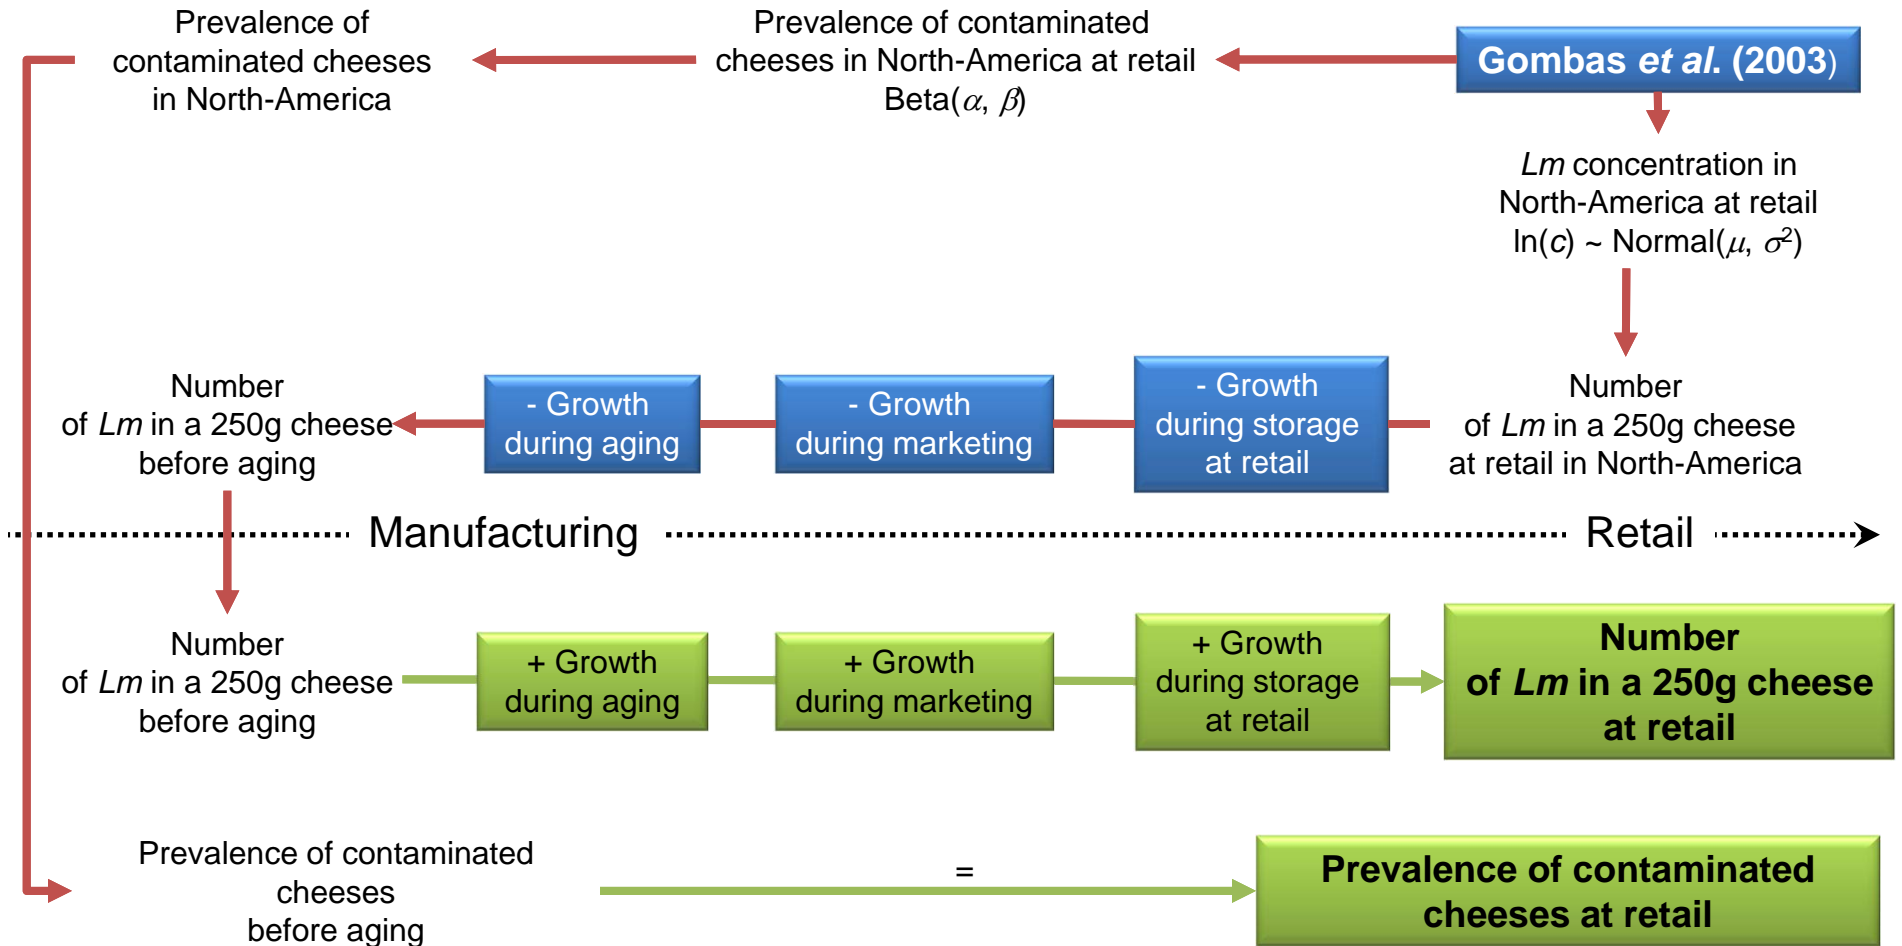 Prevalence of
contaminated cheeses
in North-America
Prevalence of contaminated
cheeses in North-America at retail
Beta(α, β)
Gombas et al. (2003)
Lm concentration in
North-America at retail
ln(c) ~ Normal(μ, σ²)
Number
of Lm in a 250g cheese
before aging
- Growth
during aging
- Growth
during marketing
- Growth
during storage
at retail
Number
of Lm in a 250g cheese
at retail in North-America
Manufacturing
Retail
Number
of Lm in a 250g cheese
before aging
+ Growth
during aging
+ Growth
during marketing
+ Growth
during storage
at retail
Number
of Lm in a 250g cheese
at retail
Prevalence of contaminated
cheeses
before aging
=
Prevalence of contaminated
cheeses at retail